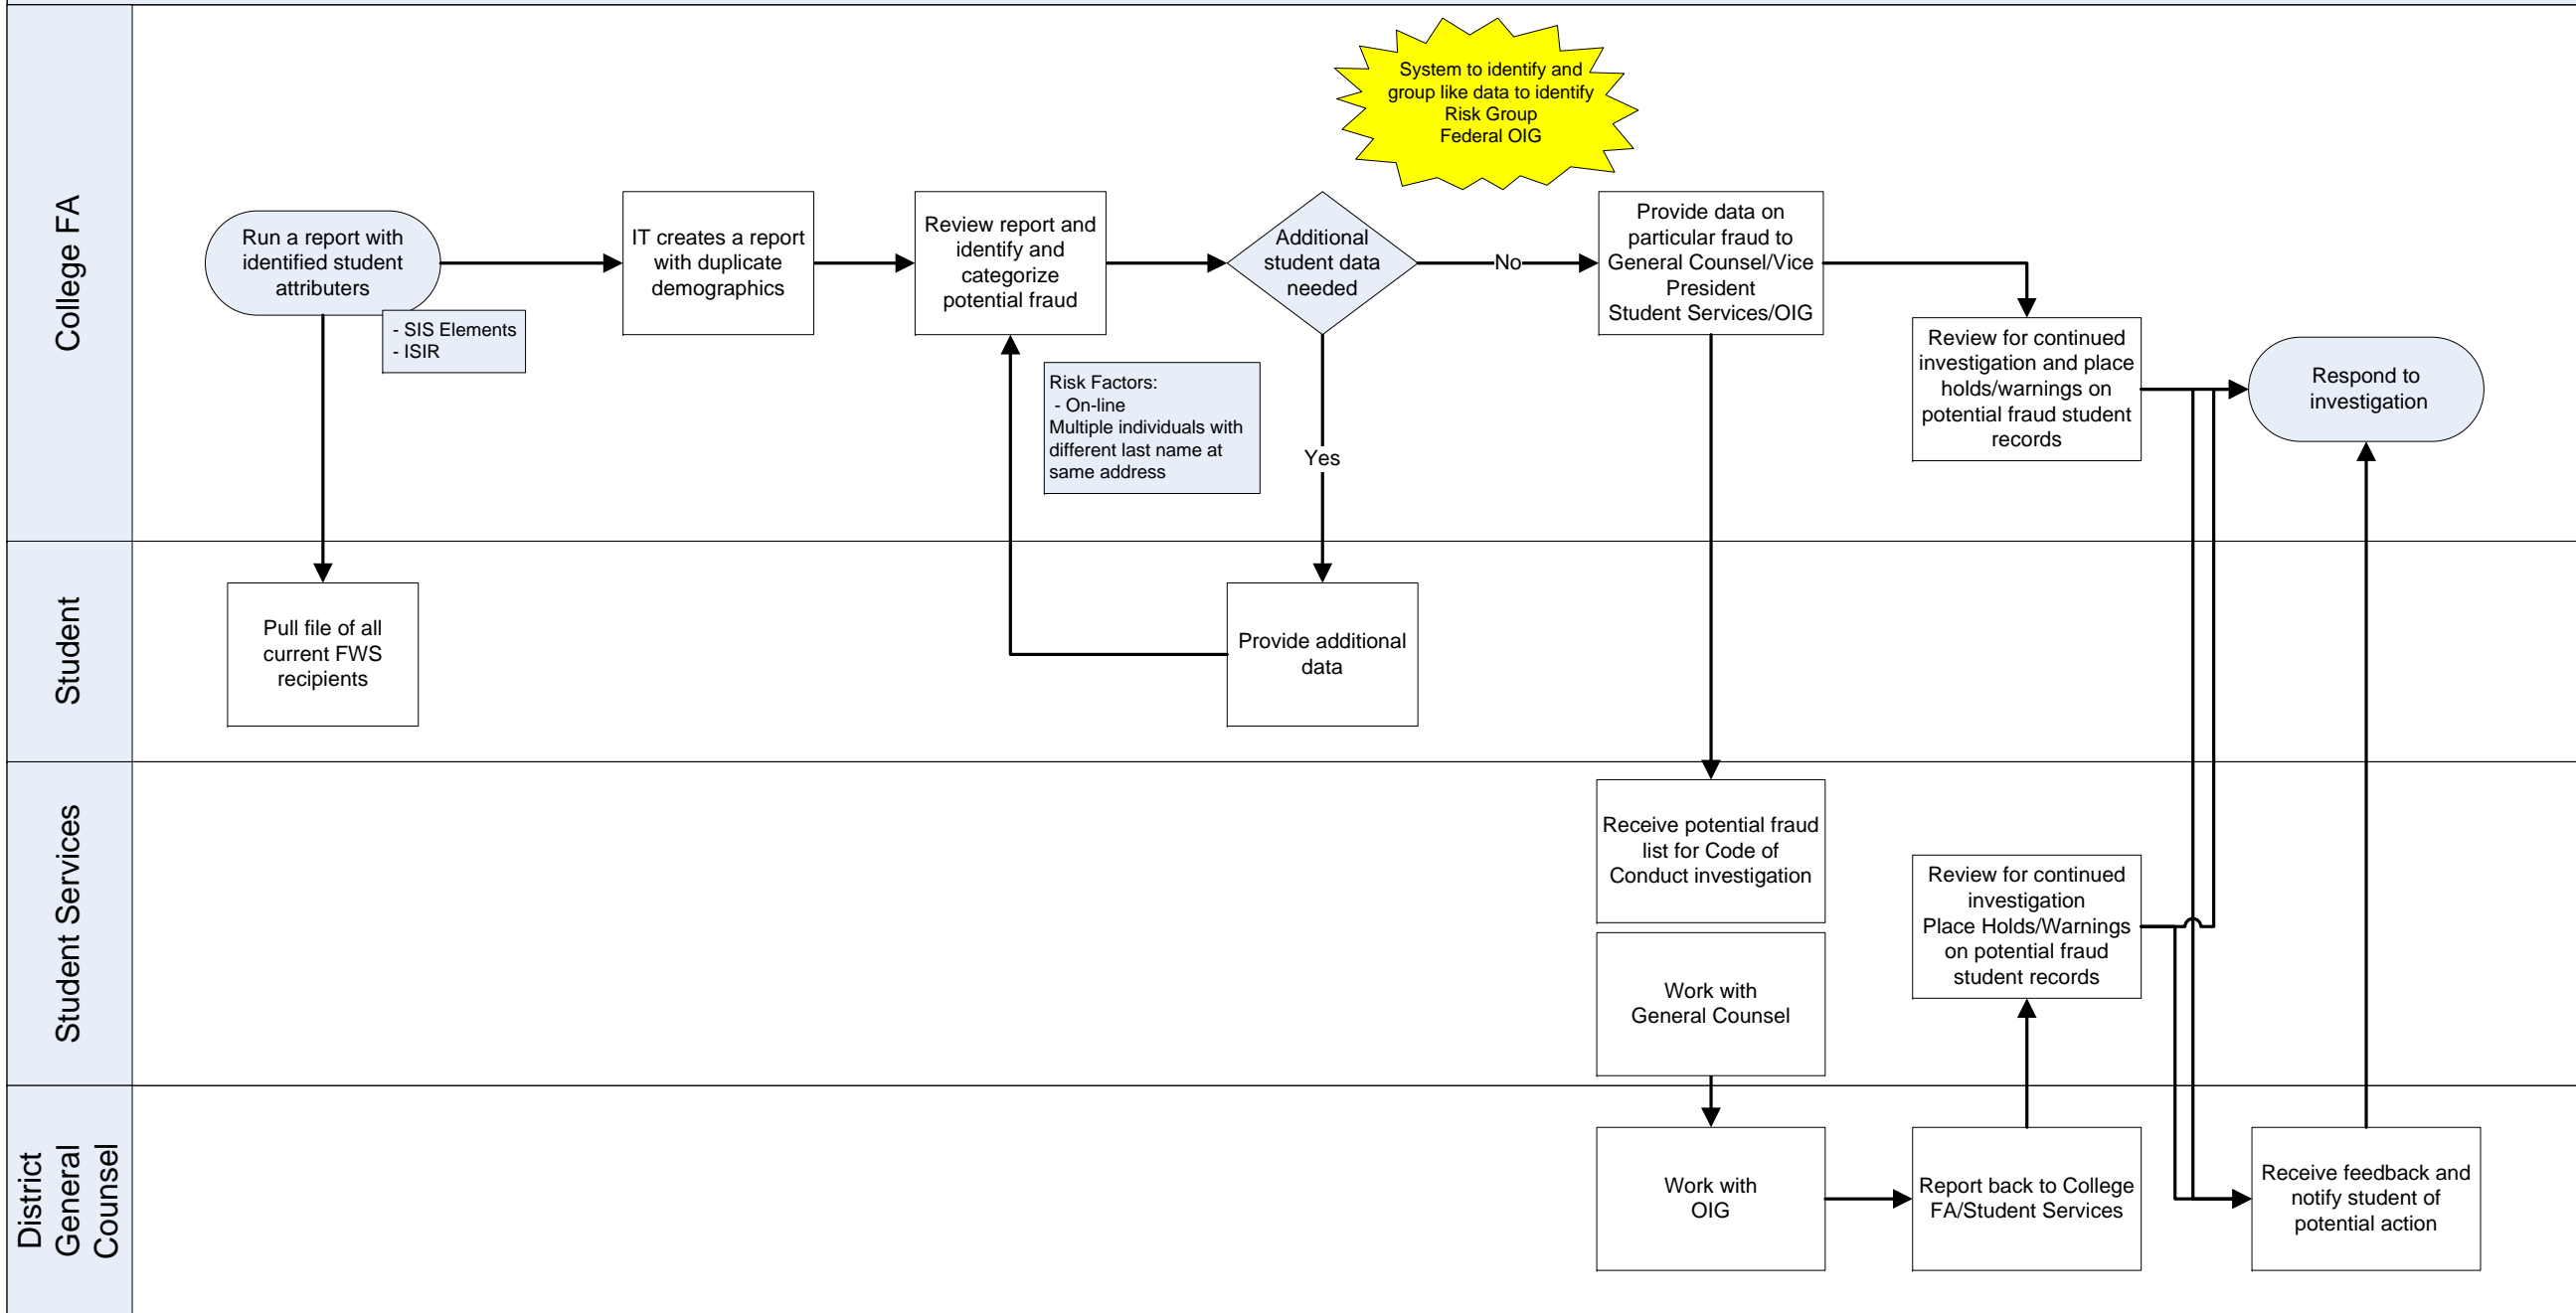 College FA
System to identify and
group like data to identify
Risk Group
Federal OIG
Run a report with
identified student
attributers
- SIS Elements
- ISIR
IT creates a report
with duplicate
demographics
Review report and
identify and
categorize
potential fraud
Risk Factors:
- On-line
Multiple individuals with
different last name at
same address
Additional
student data
needed
No
Yes
Provide data on
particular fraud to
General Counsel/Vice
President
Student Services/OIG
Review for continued
investigation and place
holds/warnings on
potential fraud student
records
Respond to
investigation
Student
Pull file of all
current FWS
recipients
Provide additional
data
Student Services
Receive potential fraud
list for Code of
Conduct investigation
Work with
General Counsel
Review for continued
investigation
Place Holds/Warnings
on potential fraud
student records
District
General
Counsel
Work with
OIG
Report back to College
FA/Student Services
Receive feedback and
notify student of
potential action